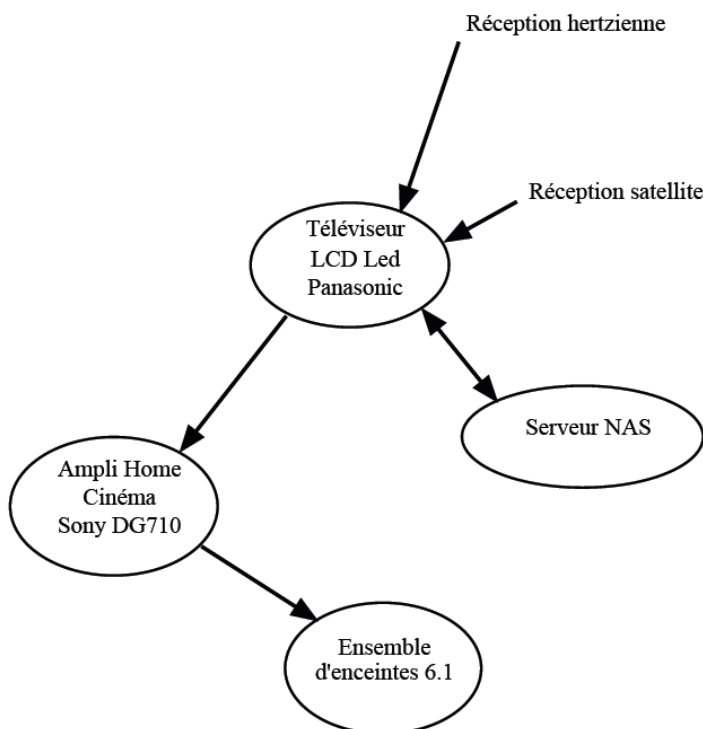 Réception hertzienne
Réception satellite
Téléviseur
LCD Led
Panasonic
Serveur NAS
Ampli Home
Cinéma
Sony DG710
Ensemble
d'enceintes 6.1